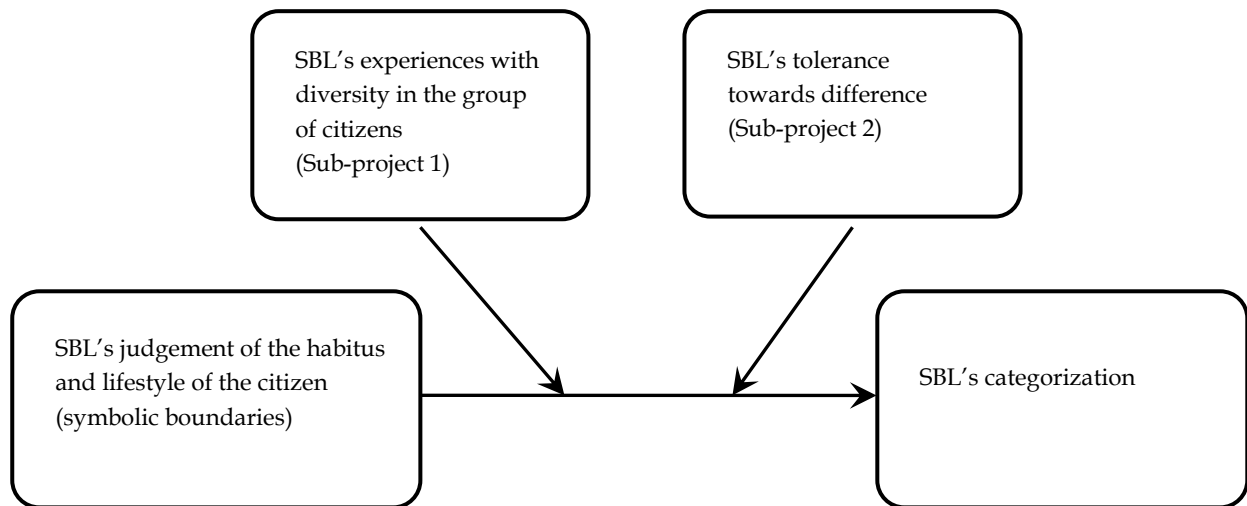 SBL’s experiences with
diversity in the group
of citizens
(Sub-project 1)
SBL’s tolerance
towards difference
(Sub-project 2)
SBL’s judgement of the habitus
and lifestyle of the citizen
(symbolic boundaries)
SBL’s categorization